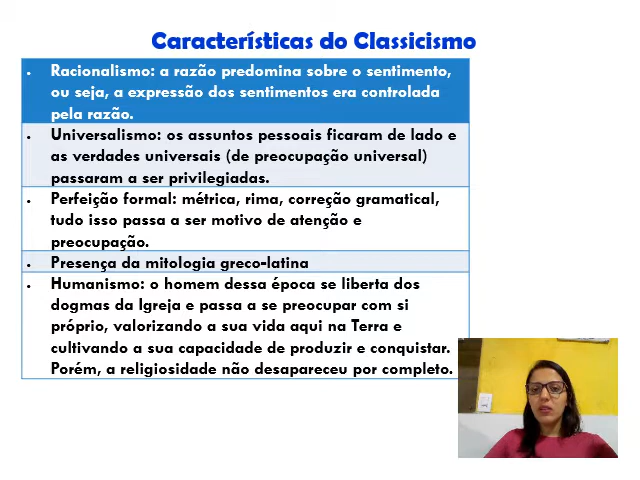 Características do Classicismo
• Racionalismo: a razão predomina sobre o sentimento,
ou seja, a expressão dos sentimentos era controlada
pela razão.
• Universalismo: os assuntos pessoais ficaram de lado e
as verdades universais (de preocupação universal)
passaram a ser privilegiadas.
• Perfeição formal: métrica, rima, correção gramatical,
tudo isso passa a ser motivo de atenção e
preocupação.
• Presença da mitologia greco-latina
• Humanismo: o homem dessa época se liberta dos
dogmas da Igreja e passa a se preocupar com si
próprio, valorizando a sua vida aqui na Terra e
cultivando a sua capacidade de produzir e conquistar.
Porém, a religiosidade não desapareceu por completo.